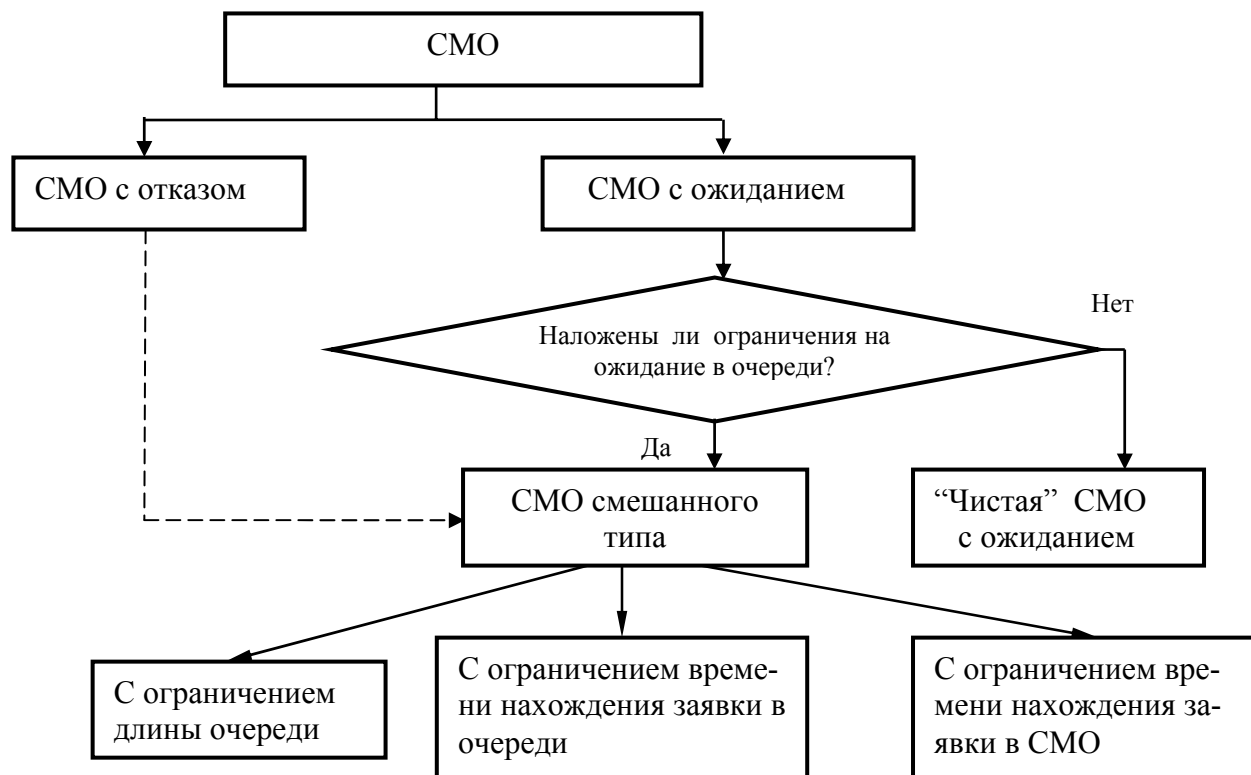 СМО
СМО с отказом
СМО с ожиданием
Нет
Наложены ли ограничения на
ожидание в очереди?
Да
СМО смешанного
типа
“Чистая” СМО
с ожиданием
С ограничением
длины очереди
С ограничением време-
ни нахождения заявки в
очереди
С ограничением вре-
мени нахождения за-
явки в СМО